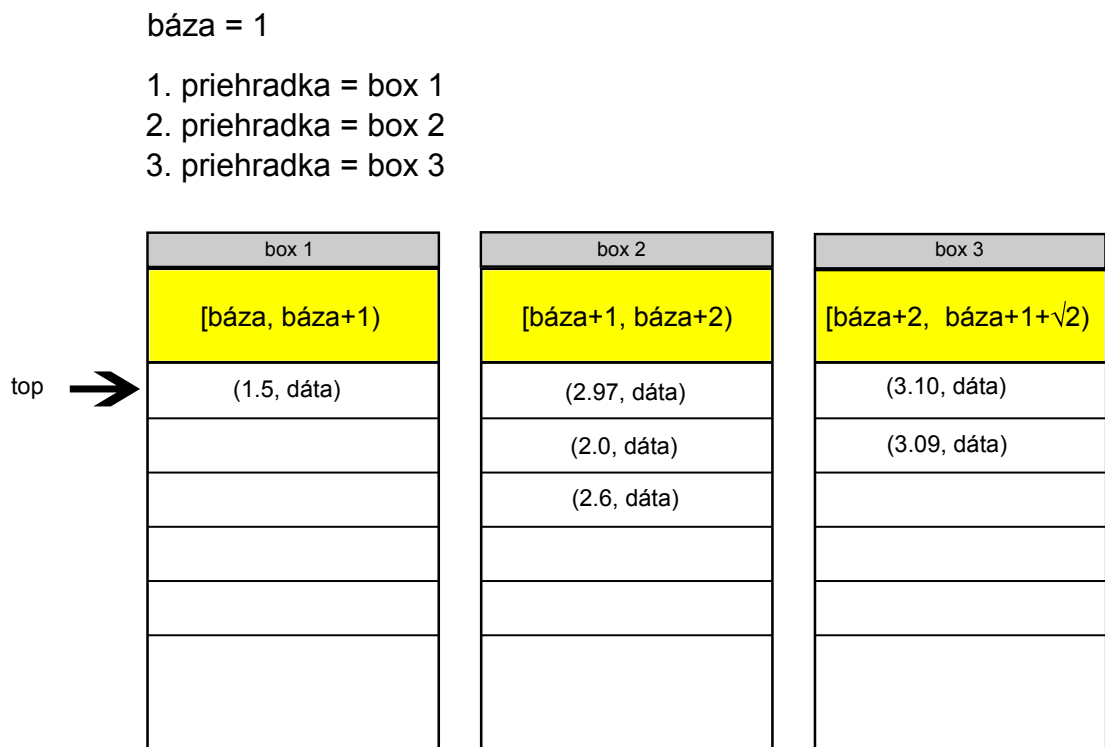 báza = 1
1. priehradka = box 1
2. priehradka = box 2
3. priehradka = box 3
box 1
box 2
box 3
[báza, báza+1)
[báza+1, báza+2)
[báza+2, báza+1+√2)
top
(1.5, dáta)
(2.97, dáta)
(3.10, dáta)
(2.0, dáta)
(3.09, dáta)
(2.6, dáta)